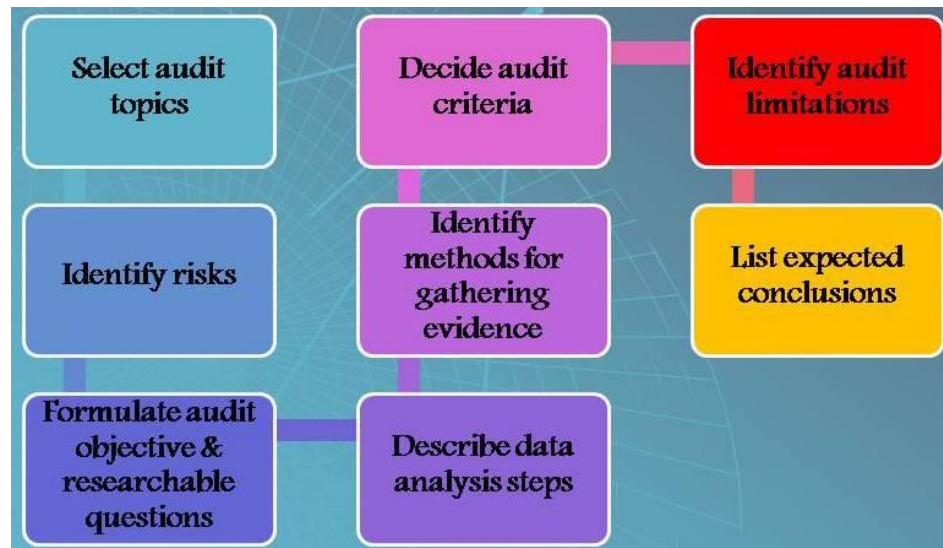 Select audit
topics
Identify risks
Formulate audit
objective &
researchable
questions
Describe data
analysis steps
Identify
methods for
gathering
evidence
Decide audit
criteria
Identify audit
limitations
List expected
conclusions